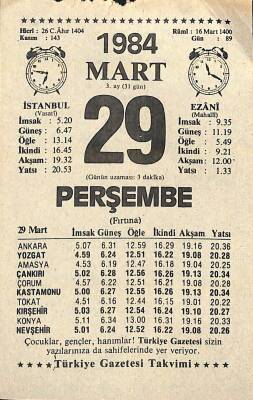 Hicrî : 26 C.Âhır 1404
Kasım : 143
Rûmî : 16 Mart 1400
Gün : 89
1984
MART
3. ay (31 gün)
İSTANBUL
(Vasatî)
İmsak : 5.20
Güneş : 6.47
Öğle : 13.14
İkindi : 16.45
Akşam : 19.32
Yatsı : 20.53
29
(Günün uzaması: 3 dakika)
EZÂNÎ
(Mahallî)
İmsak : 9.35
Güneş : 11.19
Öğle : 5.49
İkindi : 9.21
Akşam : 12.00
Yatsı : 1.33
PERŞEMBE
(Fırtına)
29 Mart İmsak Güneş Öğle İkindi Akşam Yatsı
ANKARA 5.07 6.31 12.59 16.29 19.16 20.36
YOZGAT 4.59 6.24 12.51 16.22 19.08 20.28
AMASYA 4.53 6.19 12.47 16.18 19.04 20.25
ÇANKIRI 5.02 6.28 12.56 16.26 19.13 20.34
ÇORUM 4.57 6.22 12.51 16.21 19.08 20.28
KASTAMONU 5.00 6.27 12.55 16.26 19.13 20.34
TOKAT 4.51 6.16 12.44 16.15 19.01 20.22
KIRŞEHİR 5.03 6.27 12.54 16.24 19.10 20.29
KONYA 5.11 6.34 13.00 16.31 19.16 20.33
NEVŞEHİR 5.01 6.24 12.52 16.22 19.08 20.26
Çocuklar, gençler, hanımlar! Türkiye Gazetesi sizin
yazılarınıza da sahifelerinde yer veriyor.
★★★★Türkiye Gazetesi Takvimi★★★★